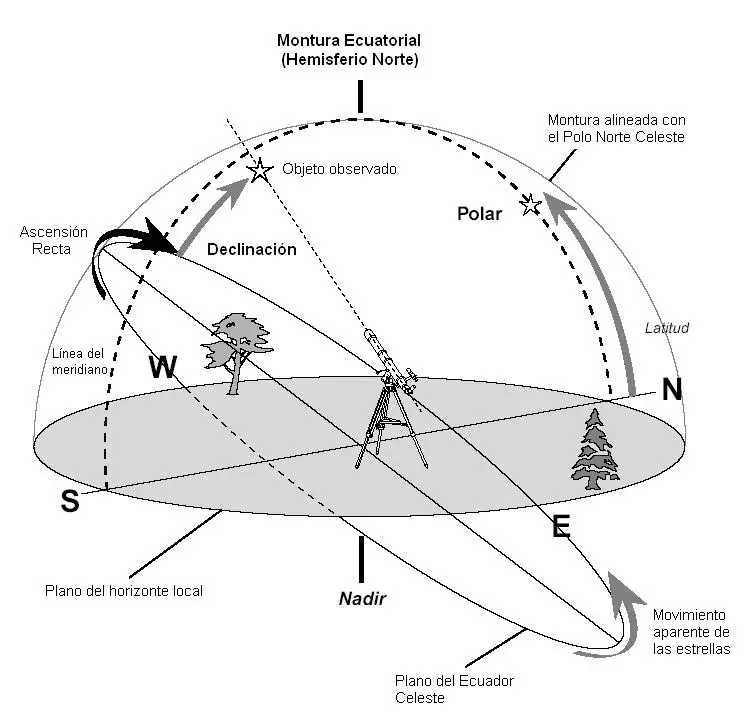 Montura Ecuatorial
(Hemisferio Norte)
Montura alineada con
el Polo Norte Celeste
Objeto observado
Polar
Ascensión
Recta
Declinación
Latitud
Línea del
meridiano
W
N
S
E
Plano del horizonte local
Nadir
Movimiento
aparente de
las estrellas
Plano del Ecuador
Celeste